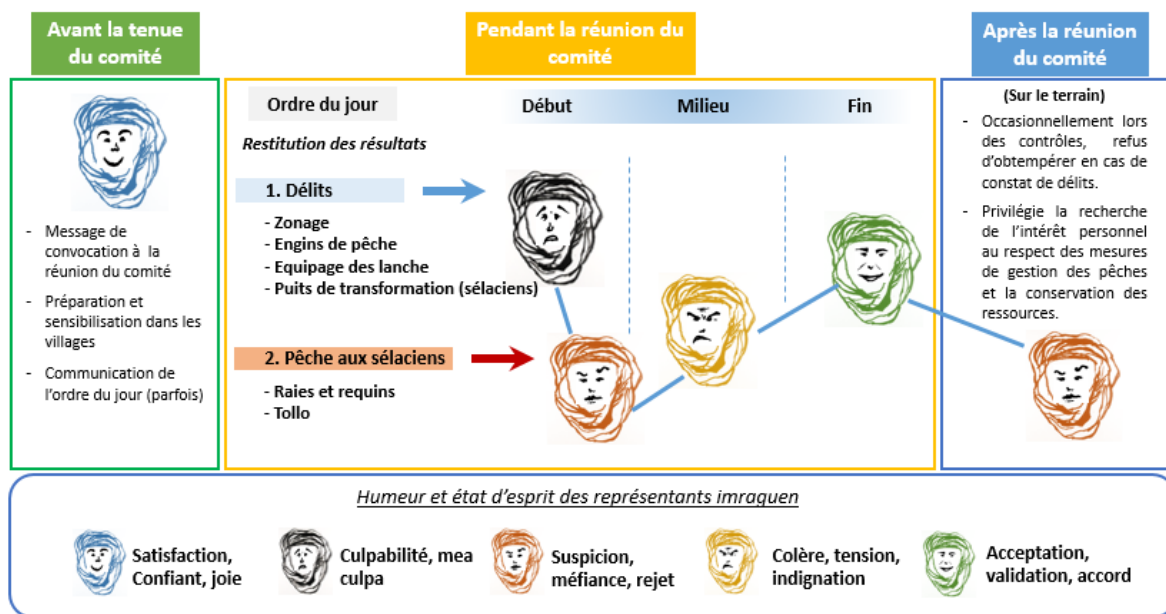 Avant la tenue
du comité
Pendant la réunion du
comité
Après la réunion
du comité
- Message de
convocation à la
réunion du comité
- Préparation et
sensibilisation dans les
villages
- Communication de
l'ordre du jour (parfois)
Ordre du jour
Début
Milieu
Fin
Restitution des résultats
1. Délits
- Zonage
- Engins de pêche
- Equipage des lanche
- Puits de transformation (sélaciens)
2. Pêche aux sélaciens
- Raies et requins
- Tollo
(Sur le terrain)
- Occasionnellement lors
des contrôles, refus
d'obtempérer en cas de
constat de délits.
- Privilégie la recherche
de l'intérêt personnel
au respect des mesures
de gestion des pêches
et la conservation des
ressources.
Humeur et état d'esprit des représentants imraguen
Satisfaction,
Confiant, joie
Culpabilité, mea
culpa
Suspicion,
méfiance, rejet
Colère, tension,
indignation
Acceptation,
validation, accord